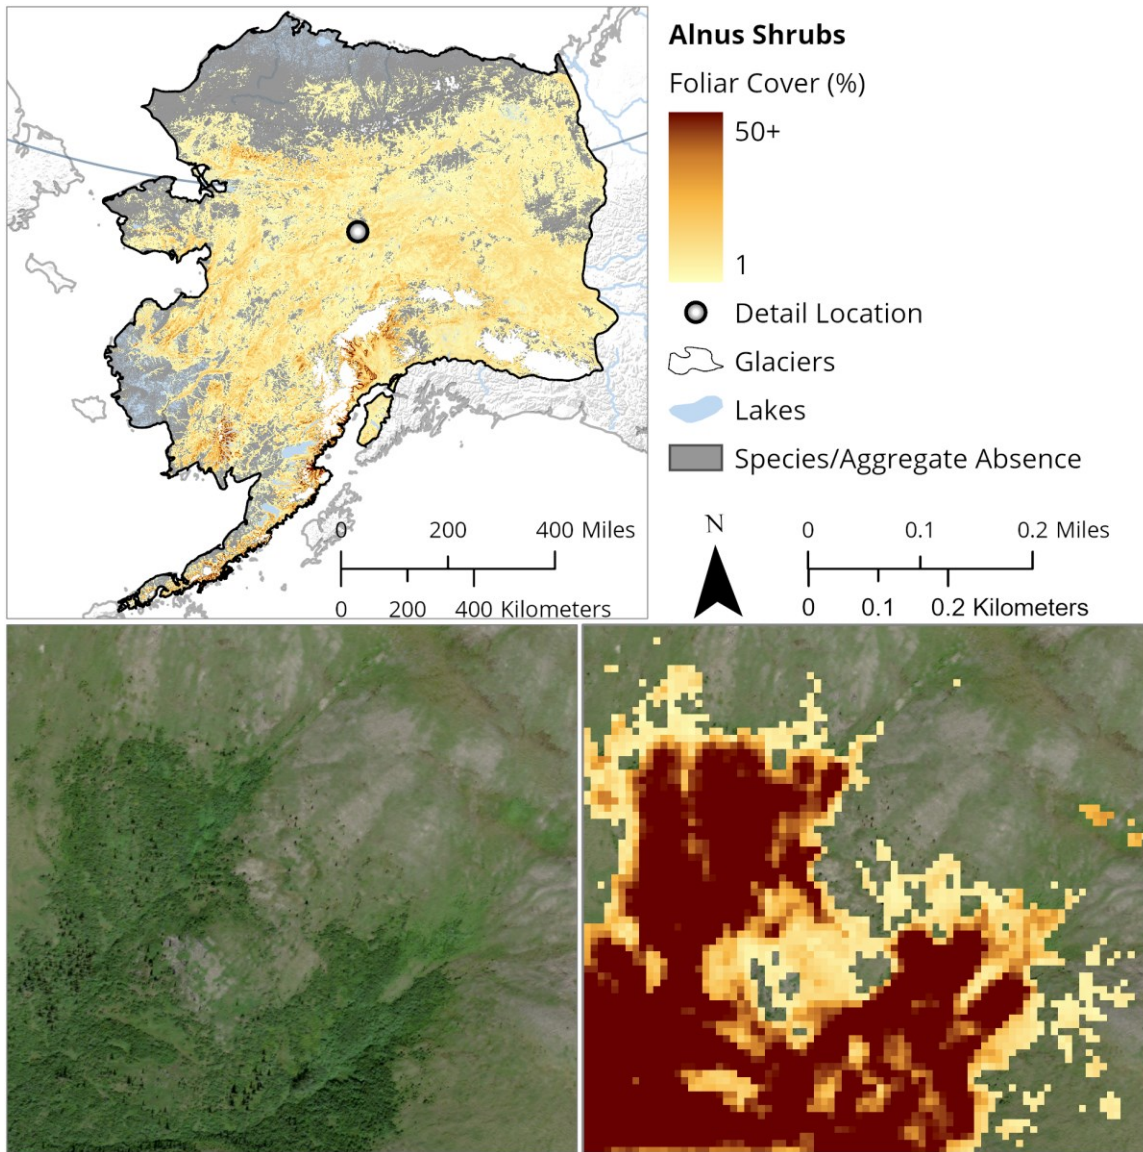 Alnus Shrubs
Foliar Cover (%)
50+
1
Detail Location
Glaciers
Lakes
Species/Aggregate Absence
0 200 400 Miles
0 200 400 Kilometers
N
0 0.1 0.2 Miles
0 0.1 0.2 Kilometers